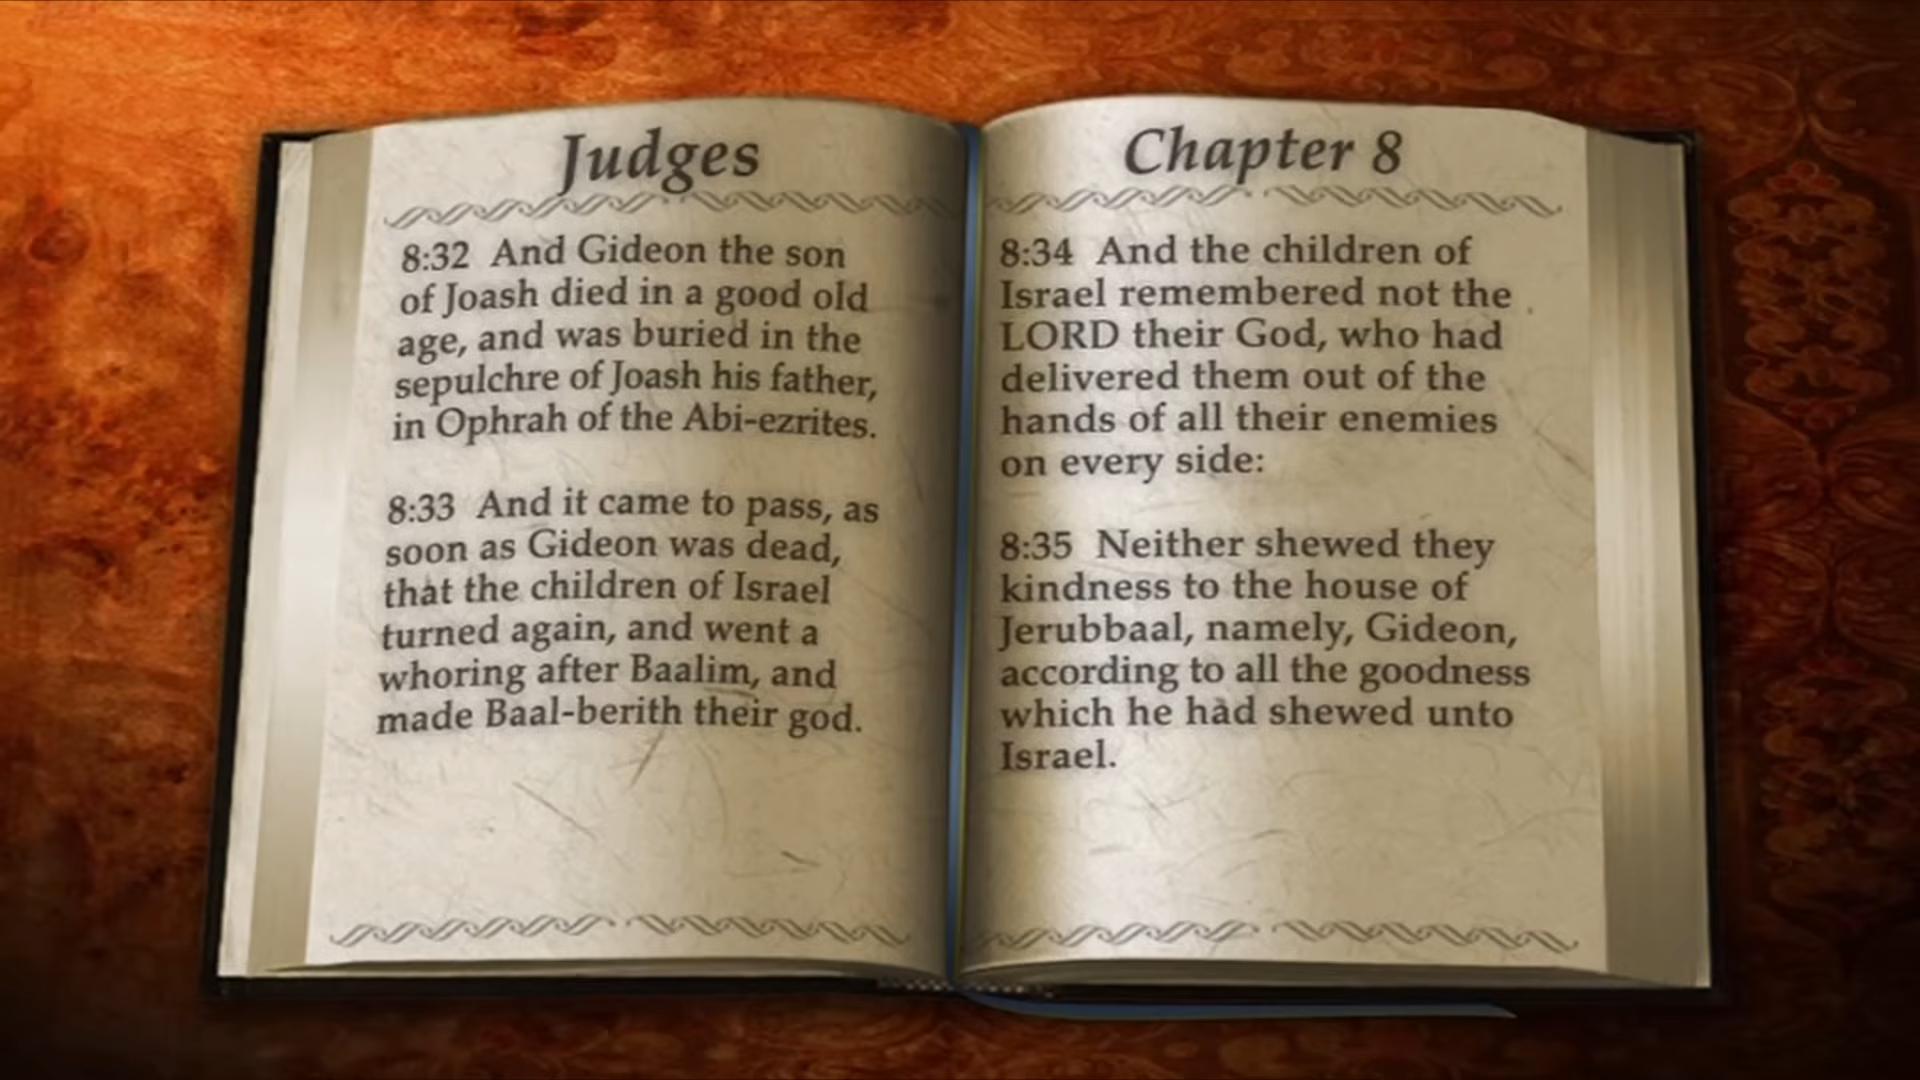 Judges
8:32 And Gideon the son
of Joash died in a good old
age, and was buried in the
sepulchre of Joash his father,
in Ophrah of the Abi-ezrites.
8:33 And it came to pass, as
soon as Gideon was dead,
that the children of Israel
turned again, and went a
whoring after Baalim, and
made Baal-berith their god.
Chapter 8
8:34 And the children of
Israel remembered not the
LORD their God, who had
delivered them out of the
hands of all their enemies
on every side:
8:35 Neither shewed they
kindness to the house of
Jerubbaal, namely, Gideon,
according to all the goodness
which he had shewed unto
Israel.